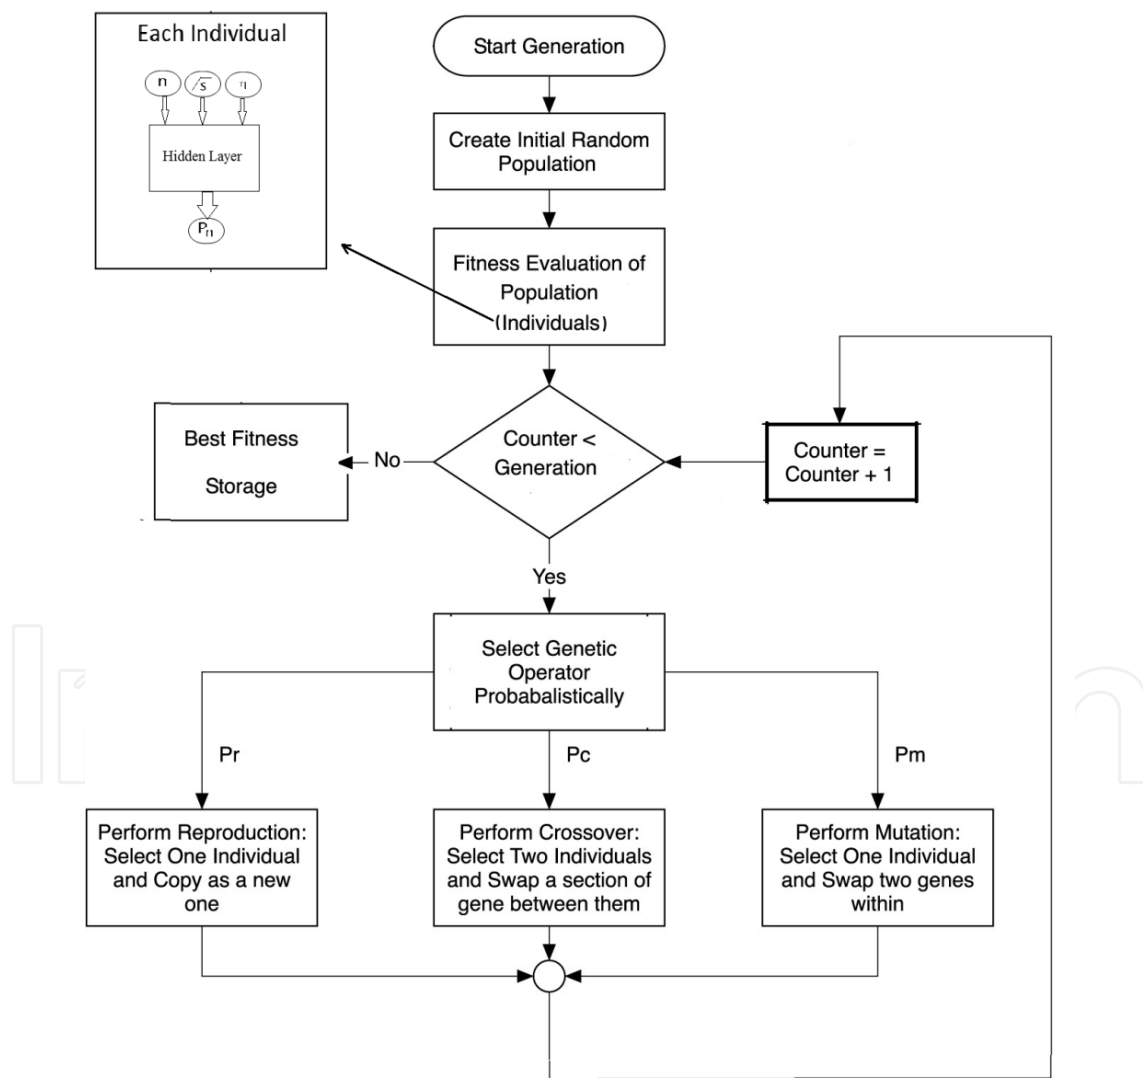 Each Individual
n
√s
η
Hidden Layer
Start Generation
Create Initial Random
Population
Fitness Evaluation of
Population
(Individuals)
Best Fitness
Storage
No
Counter <
Generation
Counter =
Counter + 1
Yes
Select Genetic
Operator
Probabalistically
Pr
Pc
Pm
Perform Reproduction:
Select One Individual
and Copy as a new
one
Perform Crossover:
Select Two Individuals
and Swap a section of
gene between them
Perform Mutation:
Select One Individual
and Swap two genes
within